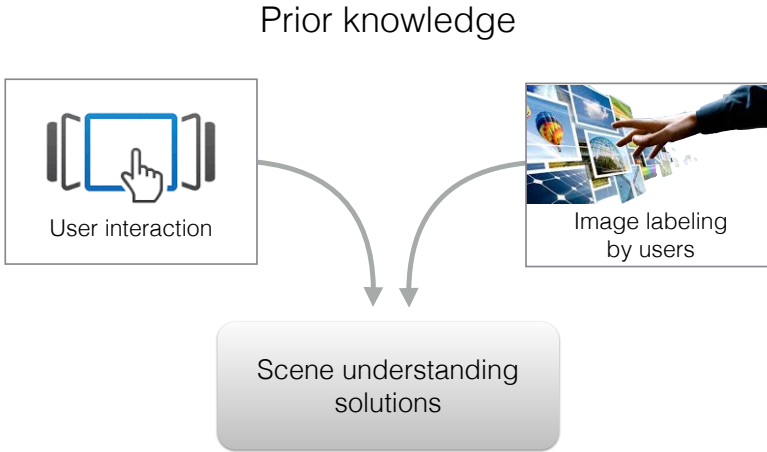 Prior knowledge
User interaction
Image labeling
by users
Scene understanding
solutions